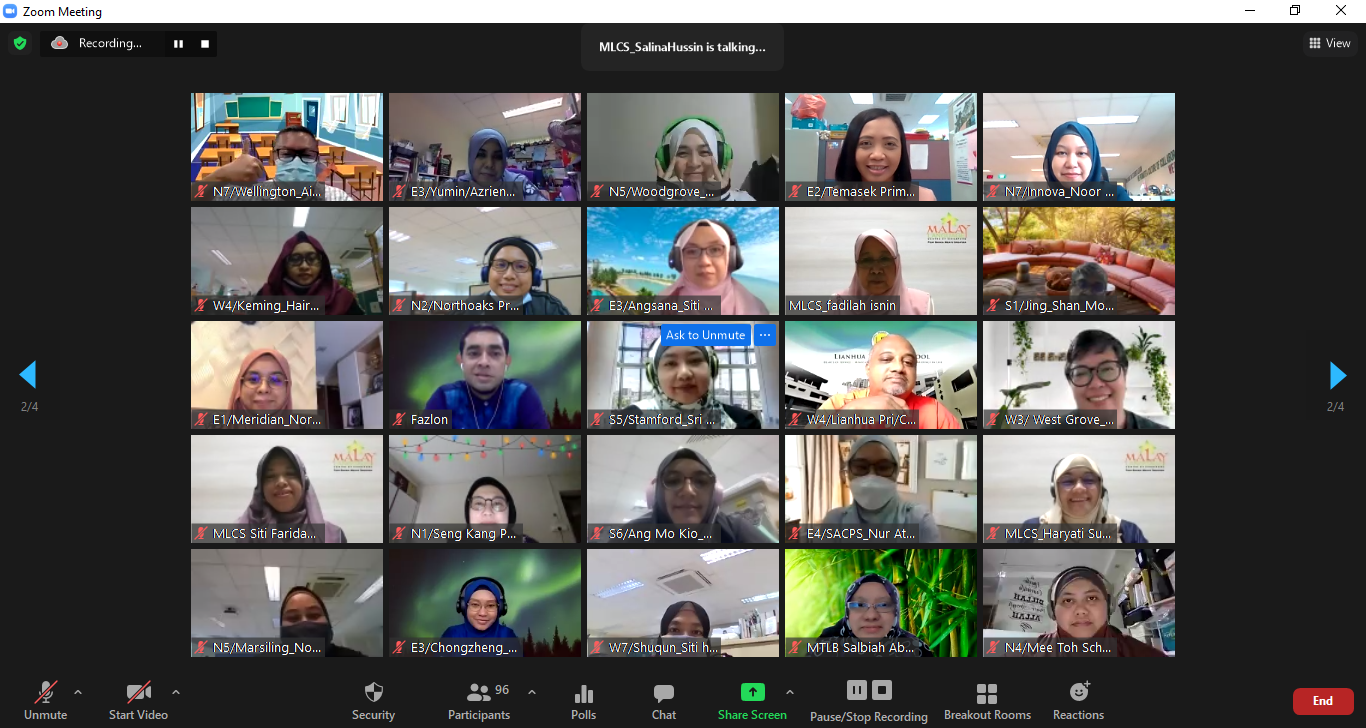 Zoom Meeting
Recording...
MLCS_SalinaHussin is talking...
View
N7/Wellington_Ai...
E3/Yumin/Azrien...
N5/Woodgrove_...
E2/Temasek Prim...
N7/Innova_Noor ...
W4/Keming_Hair...
N2/Northoaks Pr...
E3/Angsana_Siti ...
MALAY
MLCS_fadilah isnin
S1/Jing_Shan_Mo...
2/4
E1/Meridian_Nor...
Fazlon
Ask to Unmute
S5/Stamford_Sri ...
LIANHUA
W4/Lianhua Pri/C...
W3/ West Grove_...
2/4
MALAY
MLCS Siti Farida...
N1/Seng Kang P...
S6/Ang Mo Kio_...
E4/SACPS_Nur At...
MALAY
MLCS_Haryati Su...
N5/Marsiling_No...
E3/Chongzheng_...
W7/Shuqun_Siti h...
MTLB Salbiah Ab...
N4/Mee Toh Sch...
Unmute
Start Video
Security
96
Participants
Polls
Chat
Share Screen
Pause/Stop Recording
Breakout Rooms
Reactions
End